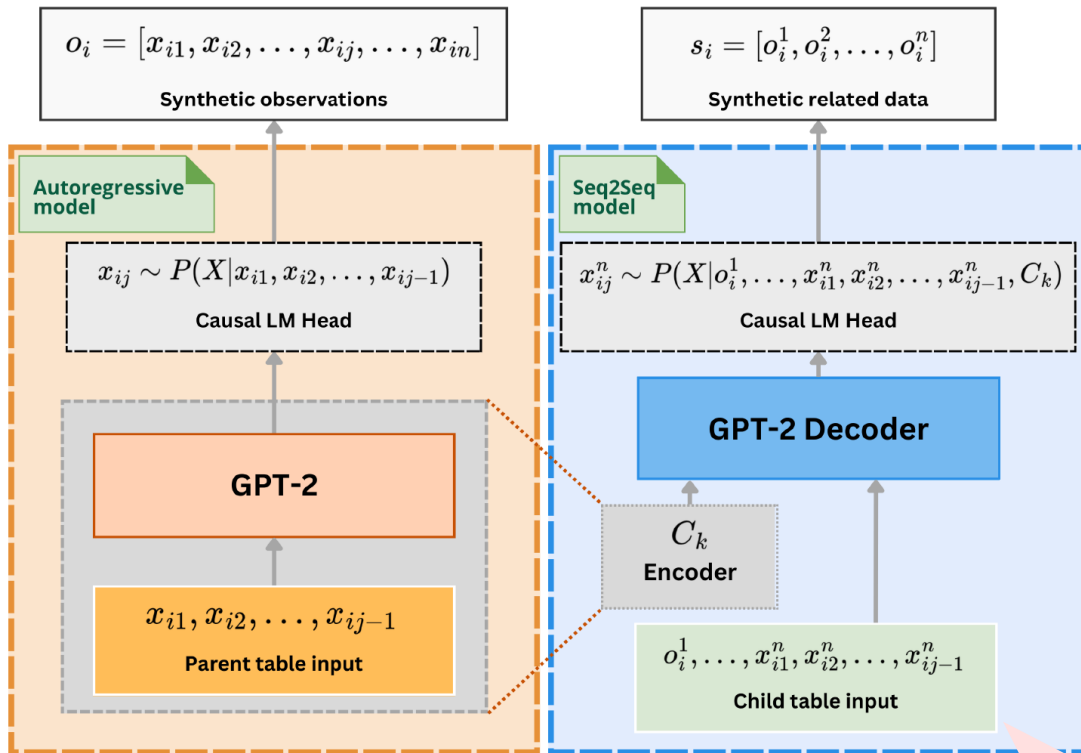 o_i = [x_{i1}, x_{i2}, . . . , x_{ij}, . . . , x_{in}]
Synthetic observations
Autoregressive
model
x_{ij} ∼ P(X|x_{i1}, x_{i2}, . . . , x_{ij−1})
Causal LM Head
GPT-2
x_{i1}, x_{i2}, . . . , x_{ij−1}
Parent table input
s_i = [o_i^1, o_i^2, . . . , o_i^n]
Synthetic related data
Seq2Seq
model
x_{ij}^n ∼ P(X|o_i^1, . . . , x_{i1}^n, x_{i2}^n, . . . , x_{ij−1}^n, C_k)
Causal LM Head
GPT-2 Decoder
C_k
Encoder
o_i^1, . . . , x_{i1}^n, x_{i2}^n, . . . , x_{ij−1}^n
Child table input